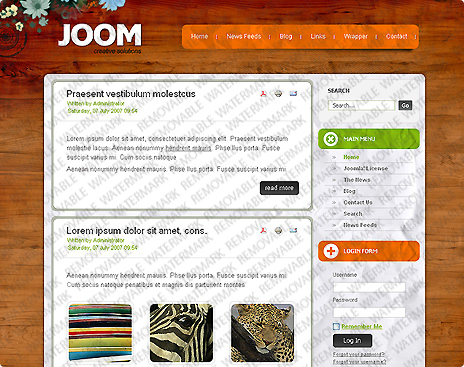 JOOM
creative solutions
Home | News Feeds | Blog | Links | Wrapper | Contact |
Praesent vestibulum molestcus
Written by Administrator
Saturday, 07 July 2007 09:54
Lorem ipsum dolor sit amet, consectetuer adipiscing elit. Praesent vestibulum
molestie lacus. Aenean nonummy hendrerit mauris. Phasellus porta. Fusce
suscipit varius mi. Cum sociis natoque
Aenean nonummy hendrerit mauris. Phasellus porta. Fusce suscipit varius mi.
read more
Lorem ipsum dolor sit amet, cons..
Written by Administrator
Saturday, 07 July 2007 09:54
Aenean nonummy hendrerit mauris. Phasellus porta. Fusce suscipit varius mi.
Cum sociis natoque penatibus et magnis dis parturient montes
SEARCH
Search... Go
MAIN MENU
Home
Joomla! License
The News
Blog
Contact Us
Search
News Feeds
LOGIN FORM
Username
Password
Remember Me
Log In
Forgot your password?
Forgot your username?
REMOVABLE WATERMARK